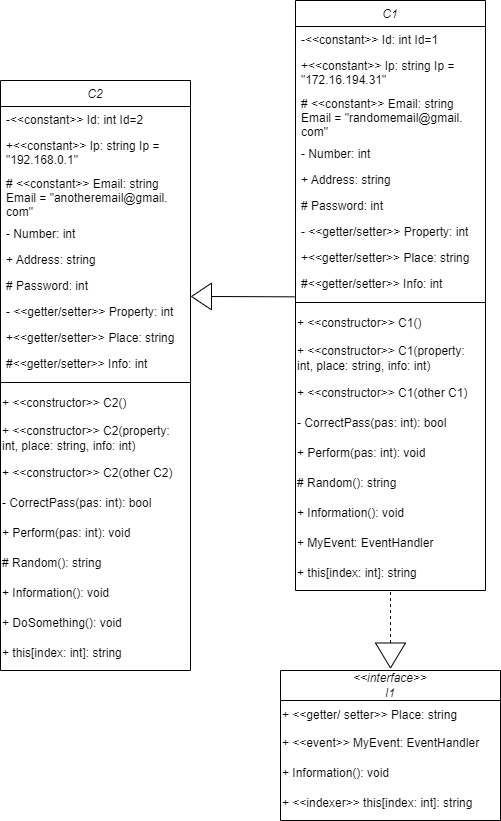 C1
-<<constant>> Id: int Id=1
+<<constant>> Ip: string Ip =
"172.16.194.31"
# <<constant>> Email: string
Email = "randomemail@gmail.
com"
- Number: int
+ Address: string
# Password: int
- <<getter/setter>> Property: int
+<<getter/setter>> Place: string
#<<getter/setter>> Info: int
+ <<constructor>> C1()
+ <<constructor>> C1(property:
int, place: string, info: int)
+ <<constructor>> C1(other C1)
- CorrectPass(pas: int): bool
+ Perform(pas: int): void
# Random(): string
+ Information(): void
+ MyEvent: EventHandler
+ this[index: int]: string
C2
-<<constant>> Id: int Id=2
+<<constant>> Ip: string Ip =
"192.168.0.1"
# <<constant>> Email: string
Email = "anotheremail@gmail.
com"
- Number: int
+ Address: string
# Password: int
- <<getter/setter>> Property: int
+<<getter/setter>> Place: string
#<<getter/setter>> Info: int
+ <<constructor>> C2()
+ <<constructor>> C2(property:
int, place: string, info: int)
+ <<constructor>> C2(other C2)
- CorrectPass(pas: int): bool
+ Perform(pas: int): void
# Random(): string
+ Information(): void
+ DoSomething(): void
+ this[index: int]: string
<<interface>>
I1
+ <<getter/ setter>> Place: string
+ <<event>> MyEvent: EventHandler
+ Information(): void
+ <<indexer>> this[index: int]: string